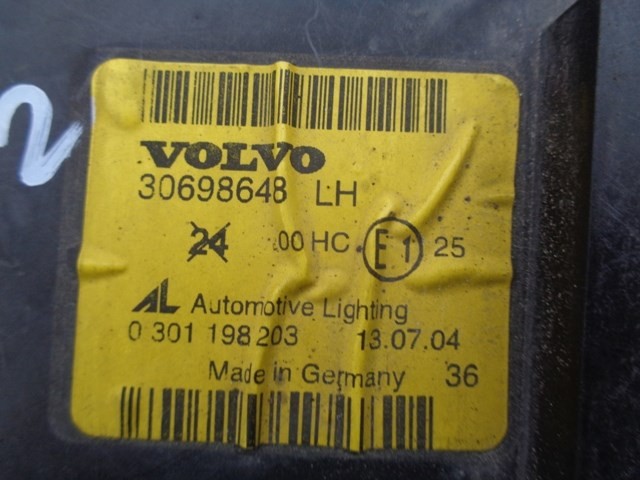 2
VOLVO
30698648 LH
24 .00 HC E1 25
AL Automotive Lighting
0 301 198 203 13.07.04
Made in Germany 36